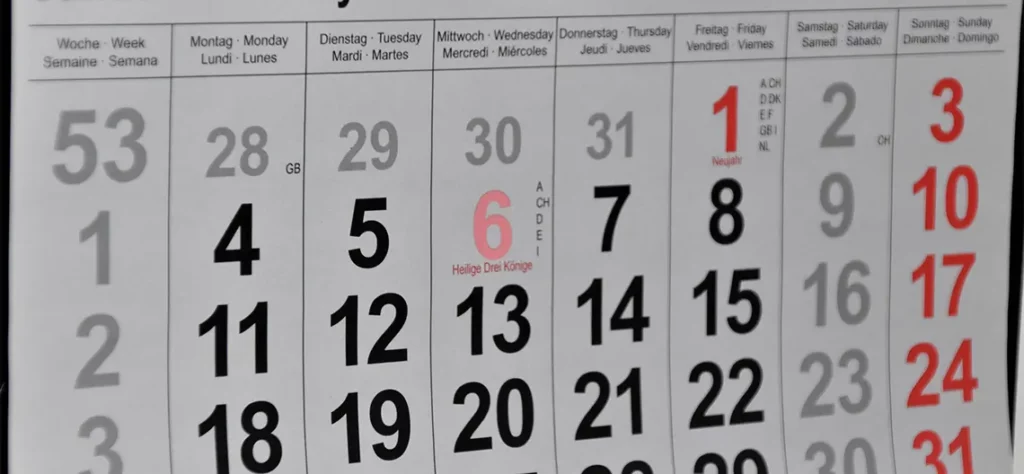 Woche · Week Montag · Monday Dienstag · Tuesday Mittwoch · Wednesday Donnerstag · Thursday Freitag · Friday Samstag · Saturday Sonntag · Sunday
Semaine · Semana Lundi · Lunes Mardi · Martes Mercredi · Miércoles Jeudi · Jueves Vendredi · Viernes Samedi · Sábado Dimanche · Domingo
53 28 GB 29 30 31 1 2 CH 3
A CH
D DK
E F
GB I
NL
Neujahr
1 4 5 6 7 8 9 10
A
CH
D
E
I
Heilige Drei Könige
2 11 12 13 14 15 16 17
3 18 19 20 21 22 23 24
29 30 31